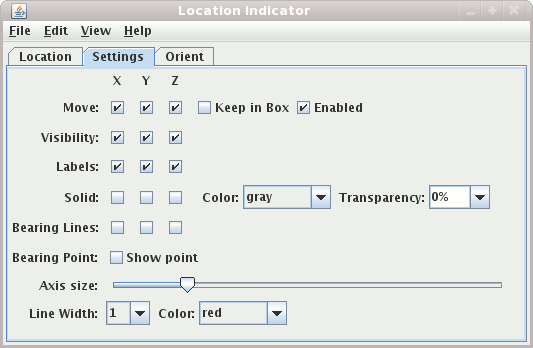 Location Indicator
File Edit View Help
Location Settings Orient
X Y Z
Move: Keep in Box Enabled
Visibility:
Labels:
Solid: Color: gray Transparency: 0%
Bearing Lines:
Bearing Point: Show point
Axis size:
Line Width: 1 Color: red